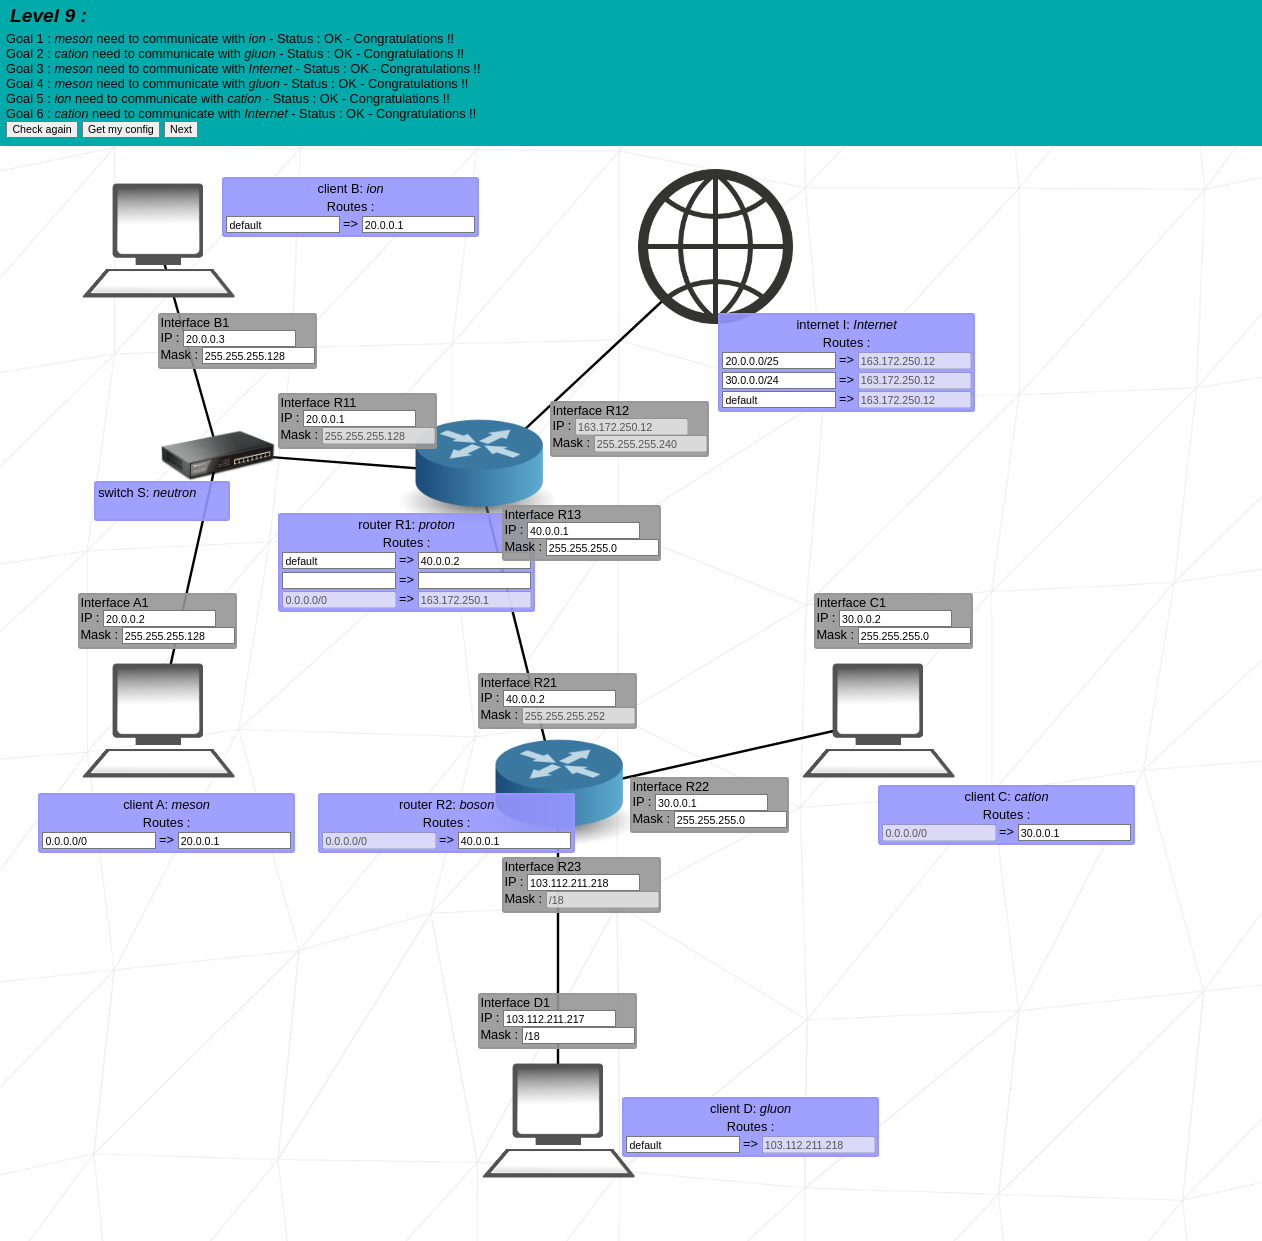 Level 9 :
Goal 1 : meson need to communicate with ion - Status : OK - Congratulations !!
Goal 2 : cation need to communicate with gluon - Status : OK - Congratulations !!
Goal 3 : meson need to communicate with Internet - Status : OK - Congratulations !!
Goal 4 : meson need to communicate with gluon - Status : OK - Congratulations !!
Goal 5 : ion need to communicate with cation - Status : OK - Congratulations !!
Goal 6 : cation need to communicate with Internet - Status : OK - Congratulations !!
Check again Get my config Next
client B: ion
Routes :
default => 20.0.0.1
Interface B1
IP : 20.0.0.3
Mask : 255.255.255.128
internet I: Internet
Routes :
20.0.0.0/25 => 163.172.250.12
30.0.0.0/24 => 163.172.250.12
default => 163.172.250.12
Interface R11
IP : 20.0.0.1
Mask : 255.255.255.128
Interface R12
IP : 163.172.250.12
Mask : 255.255.255.240
switch S: neutron
router R1: proton
Routes :
default => 40.0.0.2
=>
0.0.0.0/0 => 163.172.250.1
Interface R13
IP : 40.0.0.1
Mask : 255.255.255.0
Interface A1
IP : 20.0.0.2
Mask : 255.255.255.128
Interface C1
IP : 30.0.0.2
Mask : 255.255.255.0
Interface R21
IP : 40.0.0.2
Mask : 255.255.255.252
client A: meson
Routes :
0.0.0.0/0 => 20.0.0.1
router R2: boson
Routes :
0.0.0.0/0 => 40.0.0.1
Interface R22
IP : 30.0.0.1
Mask : 255.255.255.0
client C: cation
Routes :
0.0.0.0/0 => 30.0.0.1
Interface R23
IP : 103.112.211.218
Mask : /18
Interface D1
IP : 103.112.211.217
Mask : /18
client D: gluon
Routes :
default => 103.112.211.218